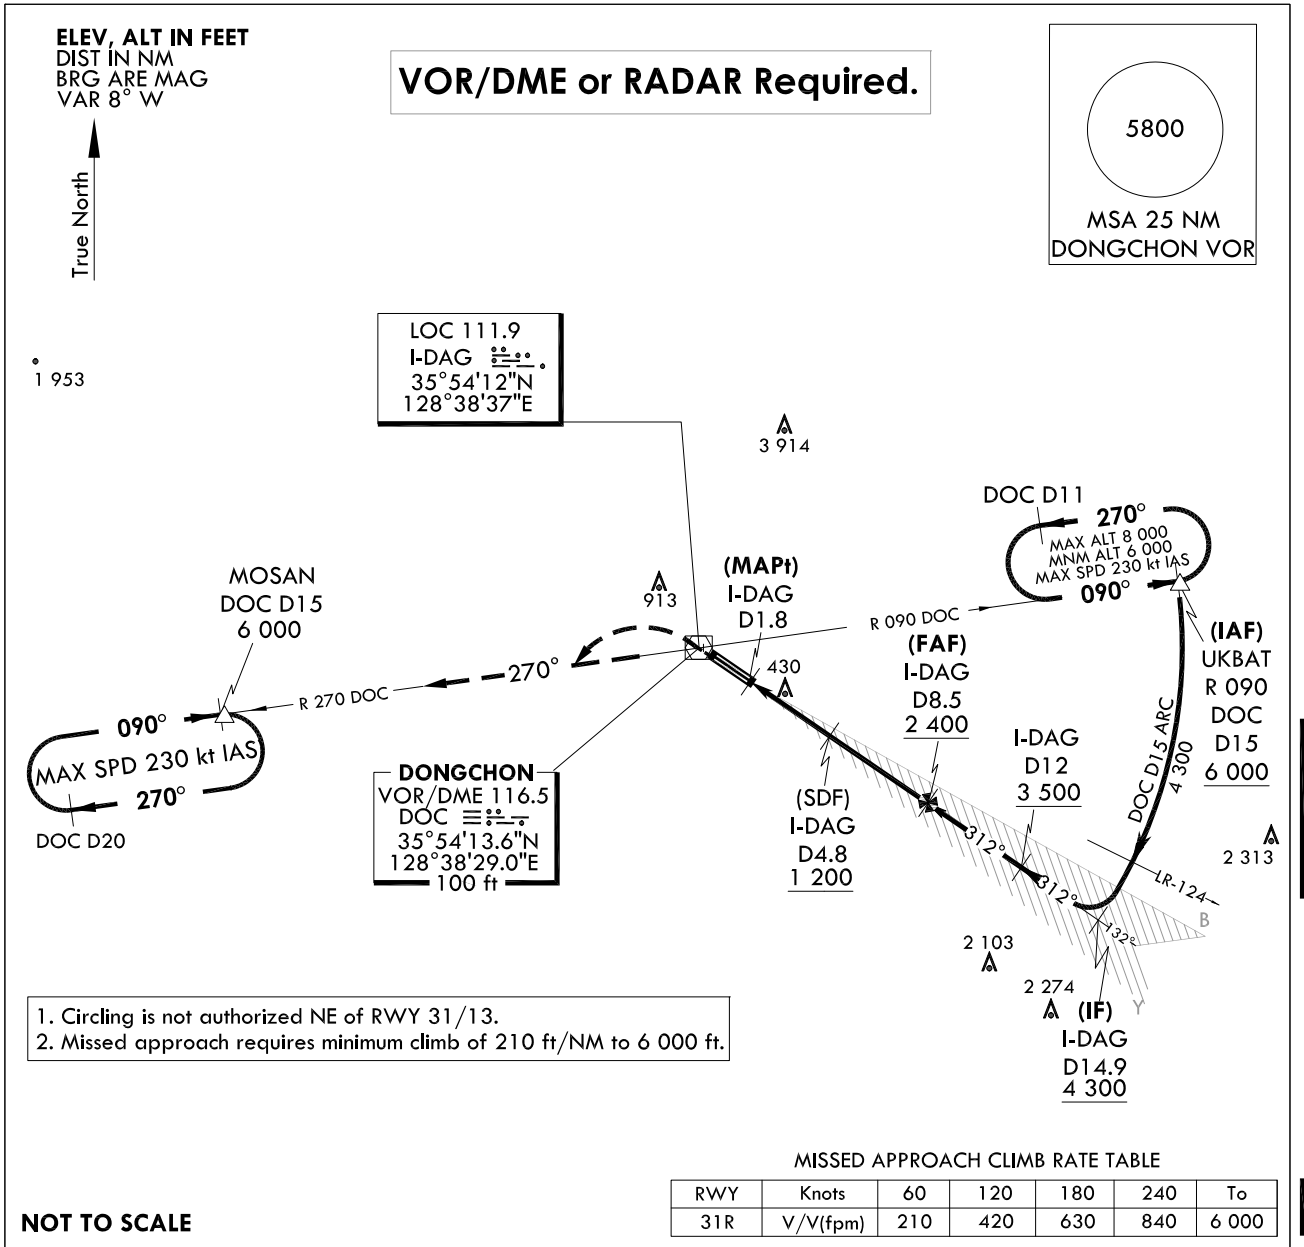 ELEV, ALT IN FEET
DIST IN NM
BRG ARE MAG
VAR 8° W
True North
VOR/DME or RADAR Required.
5800
MSA 25 NM
DONGCHON VOR
LOC 111.9
I-DAG
35°54'12"N
128°38'37"E
1 953
3 914
DOC D11
270°
MAX ALT 8 000
MNM ALT 6 000
MAX SPD 230 kt IAS
090°
MOSAN
DOC D15
6 000
913
(MAPt)
I-DAG
D1.8
R 090 DOC
(IAF)
UKBAT
R 090
DOC
D15
6 000
(FAF)
I-DAG
D8.5
2 400
430
270°
R 270 DOC
090°
MAX SPD 230 kt IAS
270°
DOC D20
DONGCHON
VOR/DME 116.5
DOC
35°54'13.6"N
128°38'29.0"E
100 ft
I-DAG
D12
3 500
DOC D15 ARC
4 300
(SDF)
I-DAG
D4.8
1 200
312°
312°
2 313
LR-124
B
132°
2 103
2 274
Y
(IF)
I-DAG
D14.9
4 300
1. Circling is not authorized NE of RWY 31/13.
2. Missed approach requires minimum climb of 210 ft/NM to 6 000 ft.
MISSED APPROACH CLIMB RATE TABLE
RWY Knots 60 120 180 240 To
31R V/V(fpm) 210 420 630 840 6 000
NOT TO SCALE